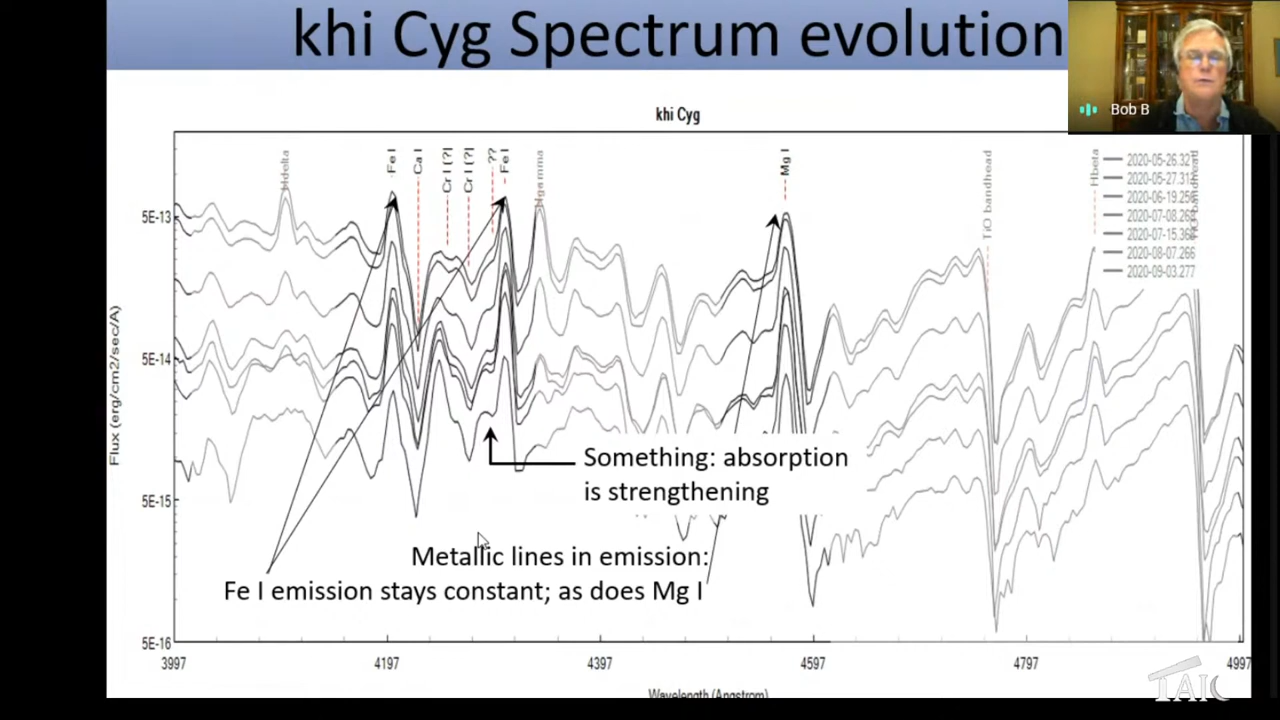 khi Cyg Spectrum evolution
Bob B
khi Cyg
Hdelta
Fe I
Ca I
Cr I (?)
Cr I (?)
??
Fe I
Hgamma
Mg I
TiO bandhead
Hbeta
TiO bandhead
2020-05-26.32
2020-05-27.31
2020-06-19.25
2020-07-08.26
2020-07-15.36
2020-08-07.266
2020-09-03.277
Flux (erg/cm2/sec/A)
5E-13
5E-14
5E-15
5E-16
Something: absorption
is strengthening
Metallic lines in emission:
Fe I emission stays constant; as does Mg I
3997
4197
4397
4597
4797
4997
Wavelength (Angstrom)
TAIC